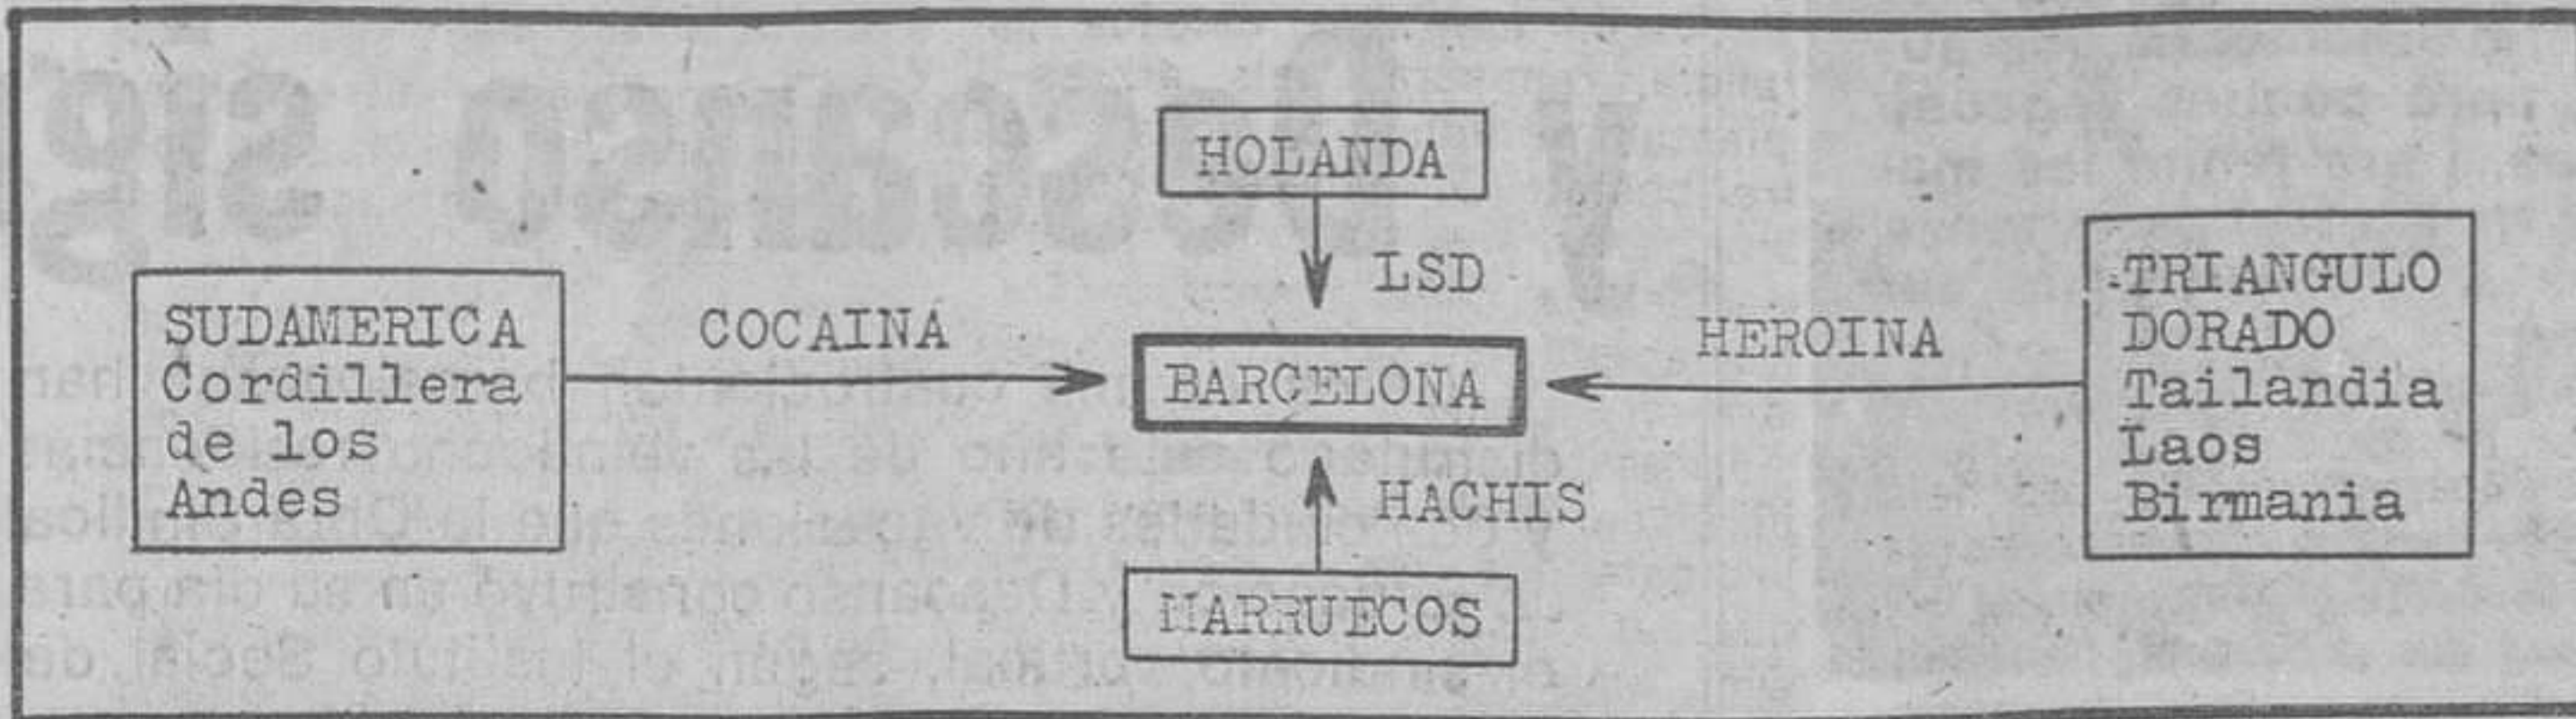 HOLANDA
LSD
SUDAMERICA
Cordillera
de los
Andes
COCAINA
BARCELONA
HEROINA
TRIANGULO
DORADO
Tailandia
Laos
Birmania
HACHIS
MARRUECOS